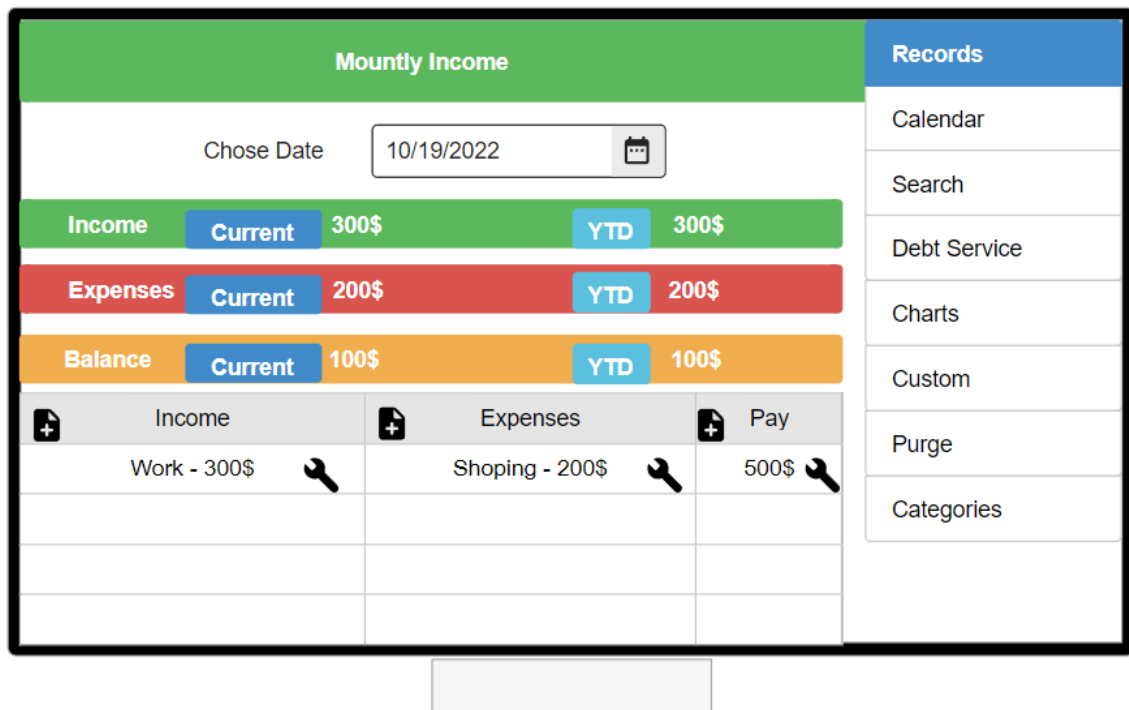 Mountly Income
Chose Date 10/19/2022
Income Current 300$ YTD 300$
Expenses Current 200$ YTD 200$
Balance Current 100$ YTD 100$
Income Expenses Pay
Work - 300$ Shoping - 200$ 500$
Records
Calendar
Search
Debt Service
Charts
Custom
Purge
Categories